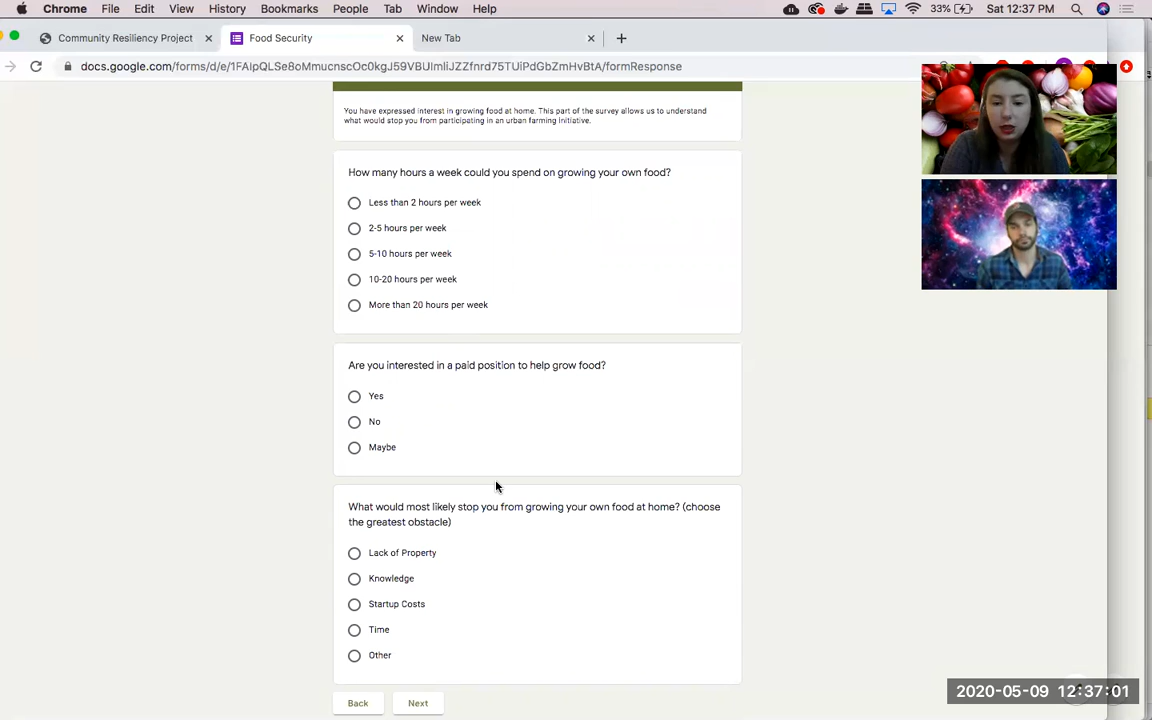 Chrome File Edit View History Bookmarks People Tab Window Help 33% Sat 12:37 PM
Community Resiliency Project
Food Security
New Tab
docs.google.com/forms/d/e/1FAIpQLSe8oMmucnscOc0kgJ59VBUImliJZZfnrd75TUiPdGbZmHvBtA/formResponse
You have expressed interest in growing food at home. This part of the survey allows us to understand
what would stop you from participating in an urban farming initiative.
How many hours a week could you spend on growing your own food?
Less than 2 hours per week
2-5 hours per week
5-10 hours per week
10-20 hours per week
More than 20 hours per week
Are you interested in a paid position to help grow food?
Yes
No
Maybe
What would most likely stop you from growing your own food at home? (choose
the greatest obstacle)
Lack of Property
Knowledge
Startup Costs
Time
Other
Back Next
2020-05-09 12:37:01